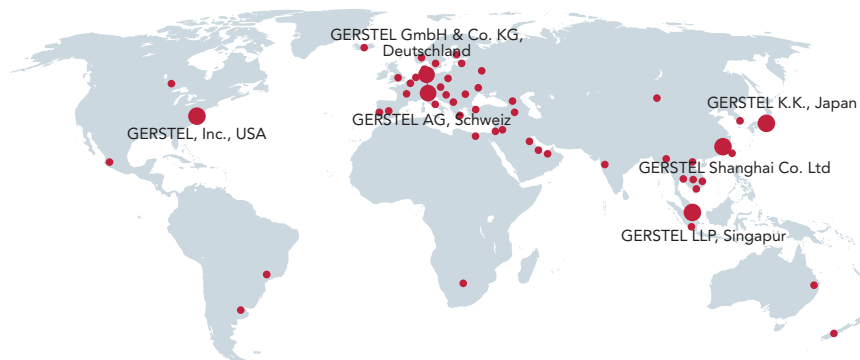 GERSTEL GmbH & Co. KG,
Deutschland
GERSTEL K.K., Japan
GERSTEL, Inc., USA
GERSTEL AG, Schweiz
GERSTEL Shanghai Co. Ltd
GERSTEL LLP, Singapur